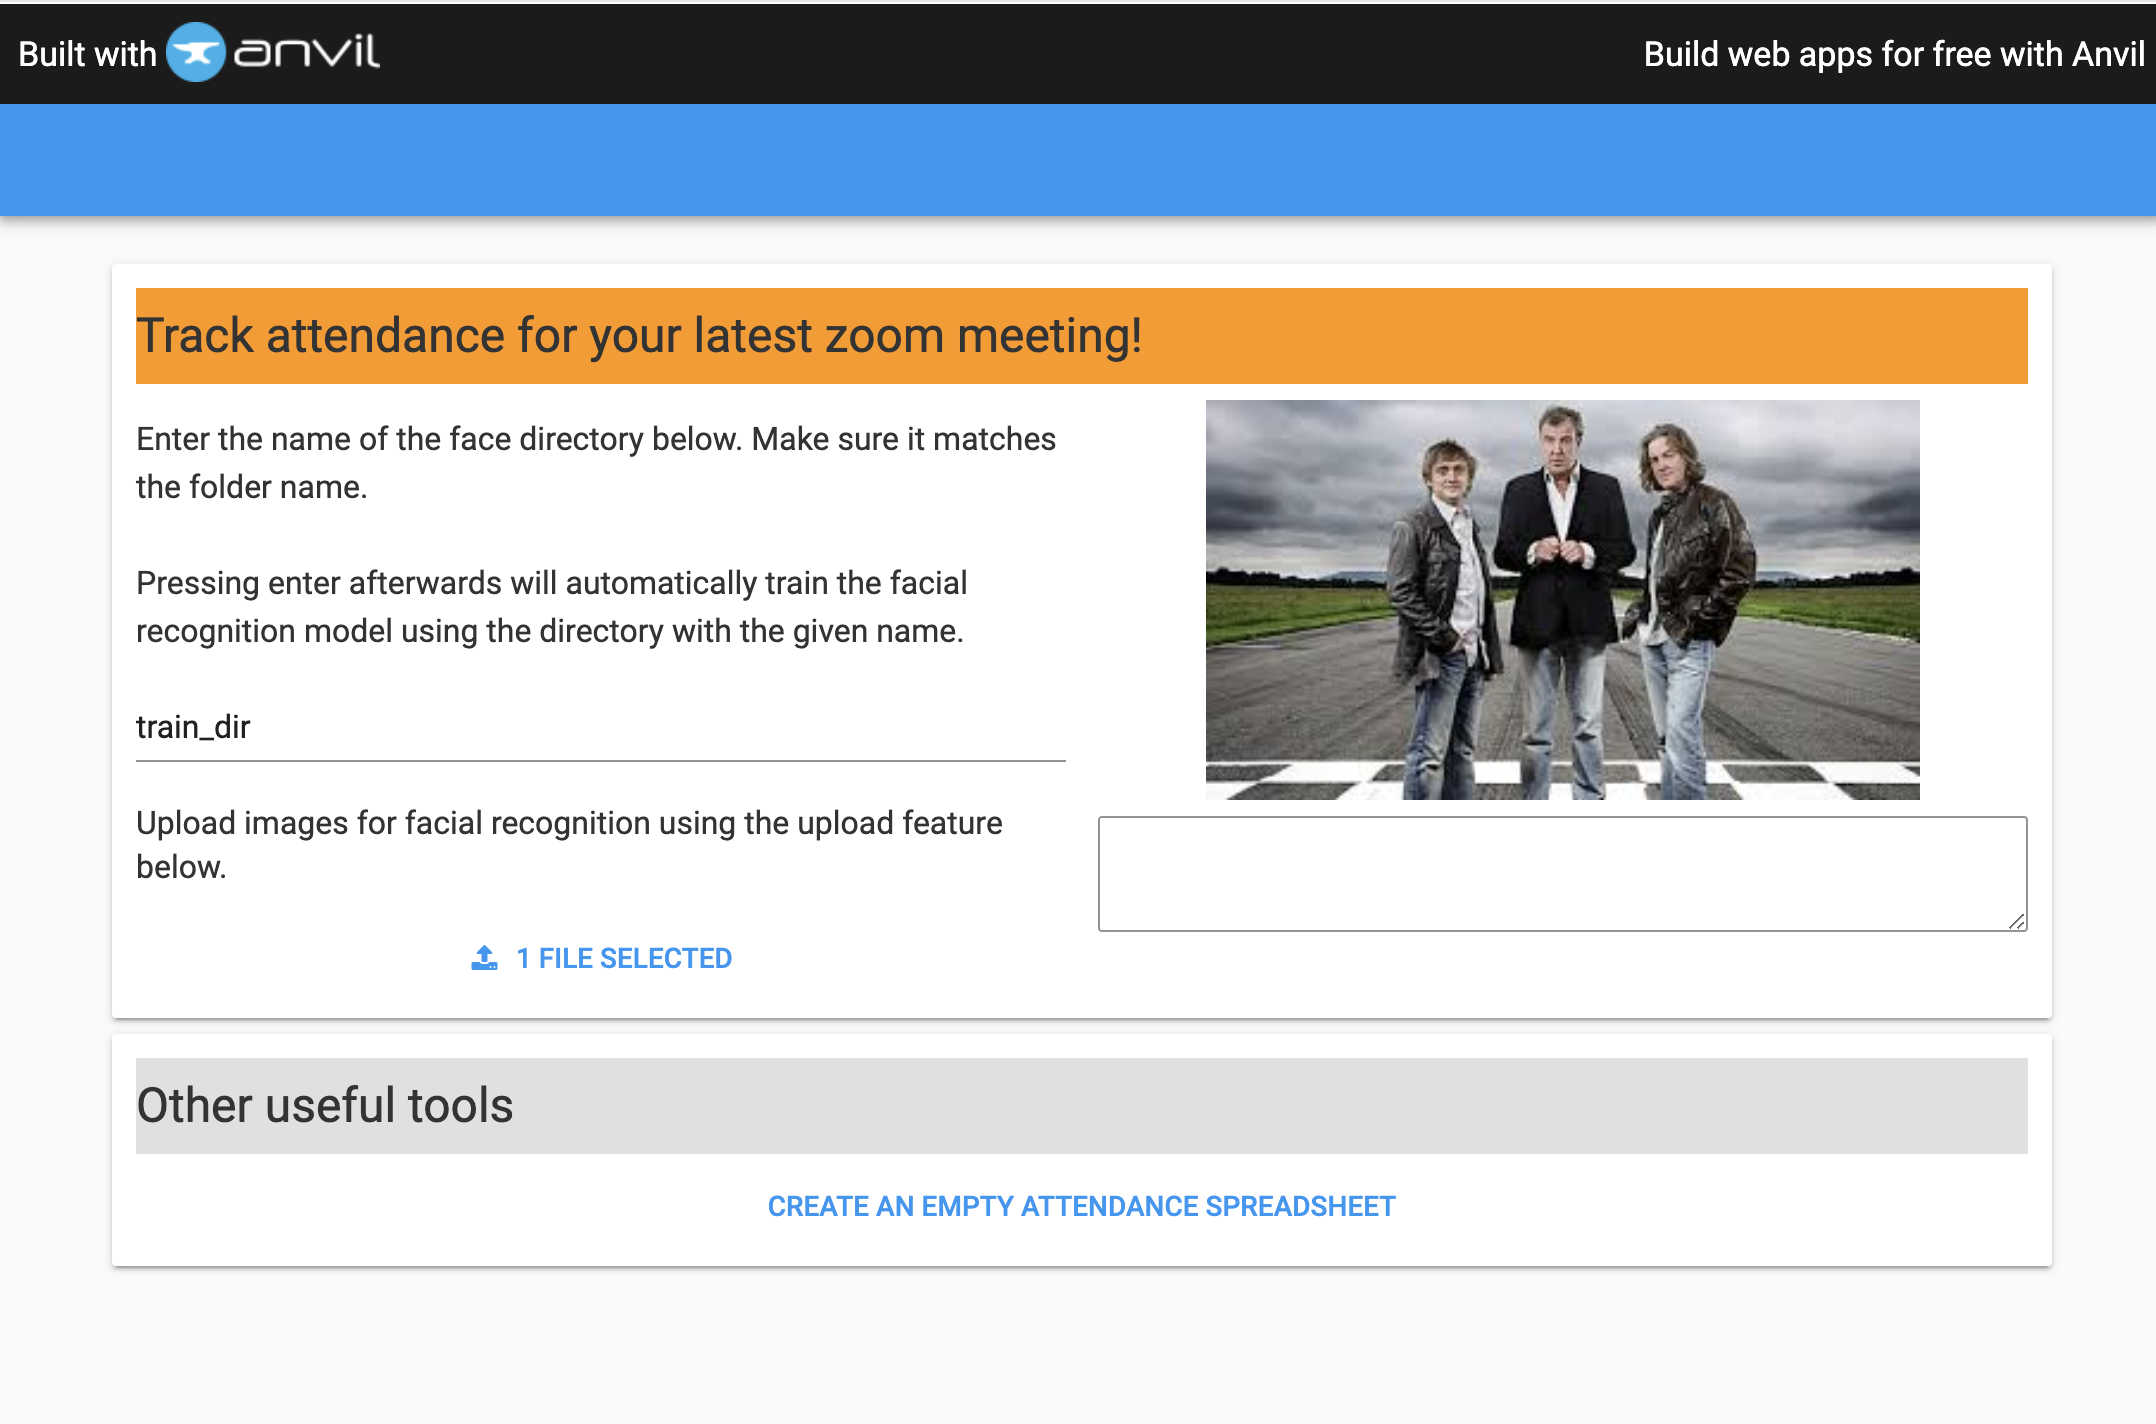 Built with anvil
Build web apps for free with Anvil
Track attendance for your latest zoom meeting!
Enter the name of the face directory below. Make sure it matches
the folder name.
Pressing enter afterwards will automatically train the facial
recognition model using the directory with the given name.
train_dir
Upload images for facial recognition using the upload feature
below.
1 FILE SELECTED
Other useful tools
CREATE AN EMPTY ATTENDANCE SPREADSHEET